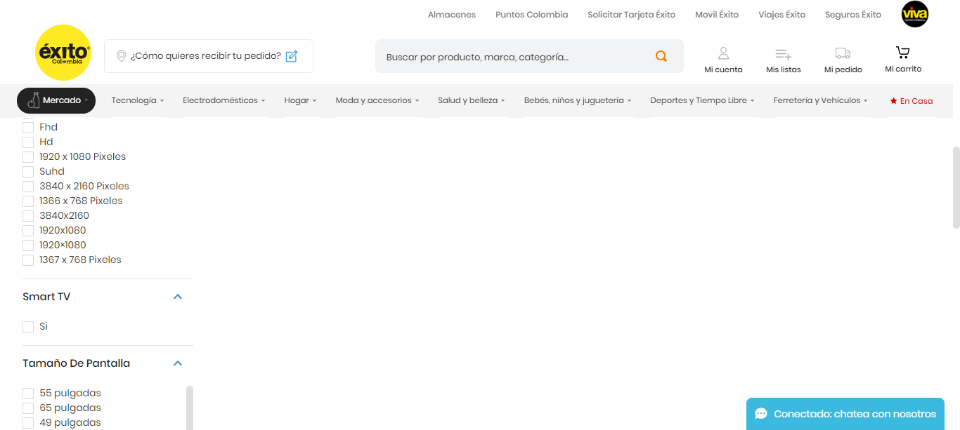 Almacenes Puntos Colombia Solicitar Tarjeta Éxito Movil Éxito Viajes Éxito Seguros Éxito viva
éxito
Colombia
¿Cómo quieres recibir tu pedido?
Buscar por producto, marca, categoría...
Mi cuenta Mis listas Mi pedido Mi carrito
Mercado Tecnología Electrodomésticos Hogar Moda y accesorios Salud y belleza Bebés, niños y juguetería Deportes y Tiempo Libre Ferretería y Vehículos En Casa
Fhd
Hd
1920 x 1080 Pixeles
Suhd
3840 x 2160 Pixeles
1366 x 768 Pixeles
3840x2160
1920x1080
1920×1080
1367 x 768 Pixeles
Smart TV
Si
Tamaño De Pantalla
55 pulgadas
65 pulgadas
49 pulgadas
Conectado: chatea con nosotros